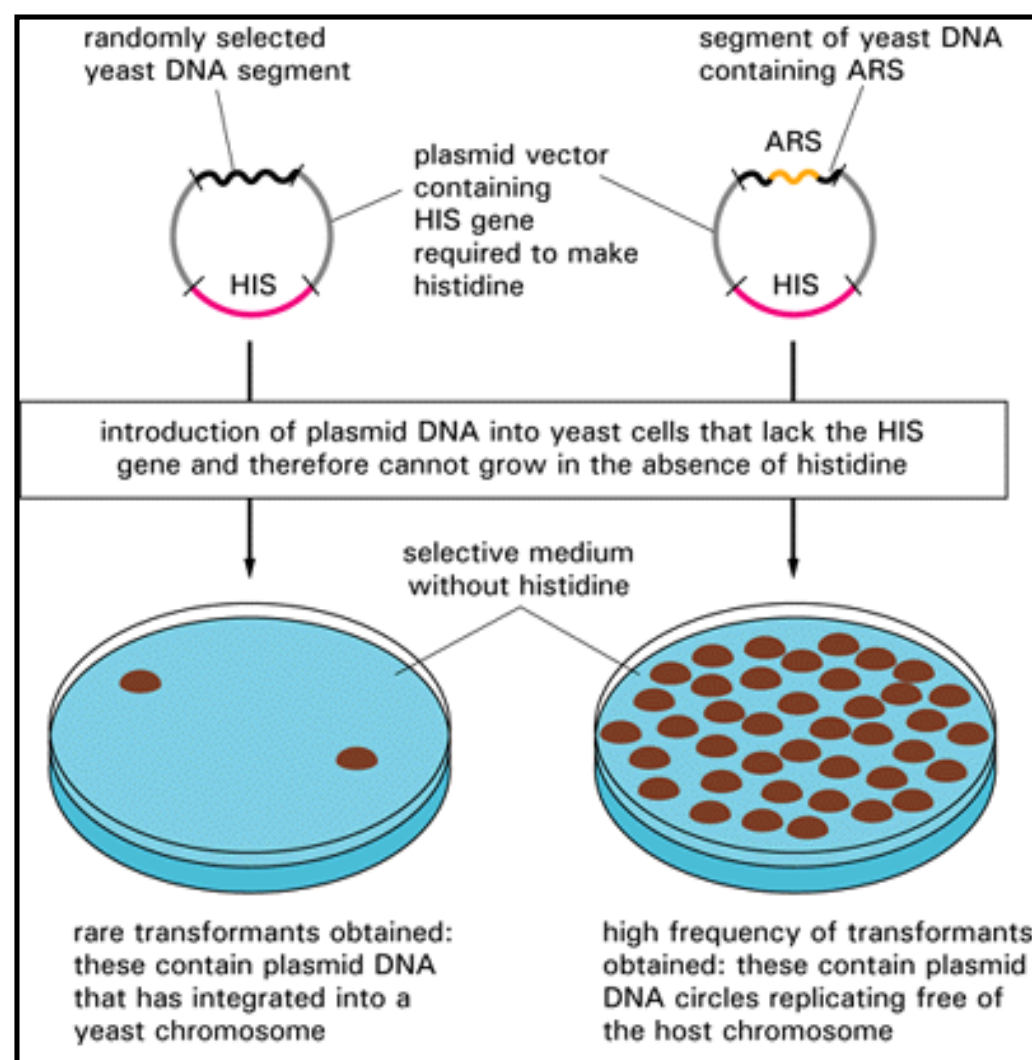 randomly selected
yeast DNA segment
segment of yeast DNA
containing ARS
ARS
plasmid vector
containing
HIS gene
required to make
histidine
HIS
HIS
introduction of plasmid DNA into yeast cells that lack the HIS
gene and therefore cannot grow in the absence of histidine
selective medium
without histidine
rare transformants obtained:
these contain plasmid DNA
that has integrated into a
yeast chromosome
high frequency of transformants
obtained: these contain plasmid
DNA circles replicating free of
the host chromosome